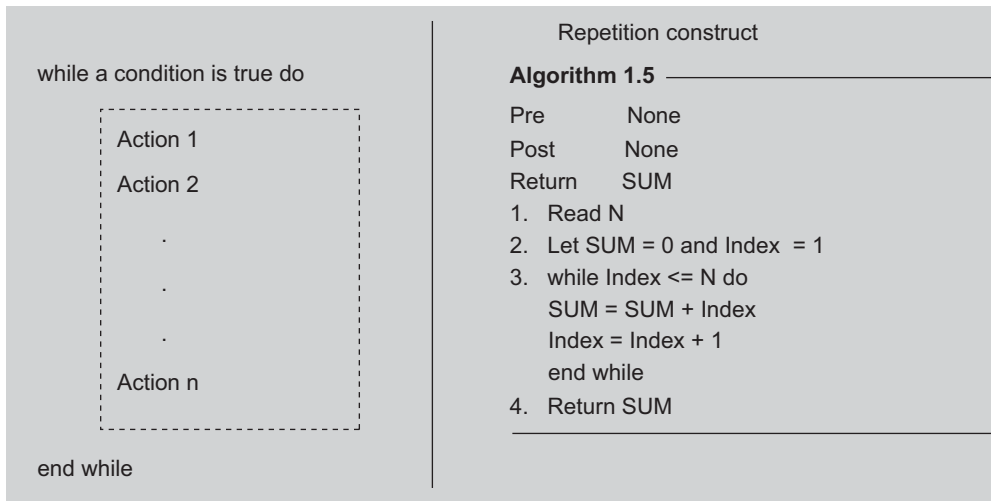 while a condition is true do
Action 1
Action 2
.
.
.
Action n
end while
Repetition construct
Algorithm 1.5
Pre None
Post None
Return SUM
1. Read N
2. Let SUM = 0 and Index = 1
3. while Index <= N do
SUM = SUM + Index
Index = Index + 1
end while
4. Return SUM